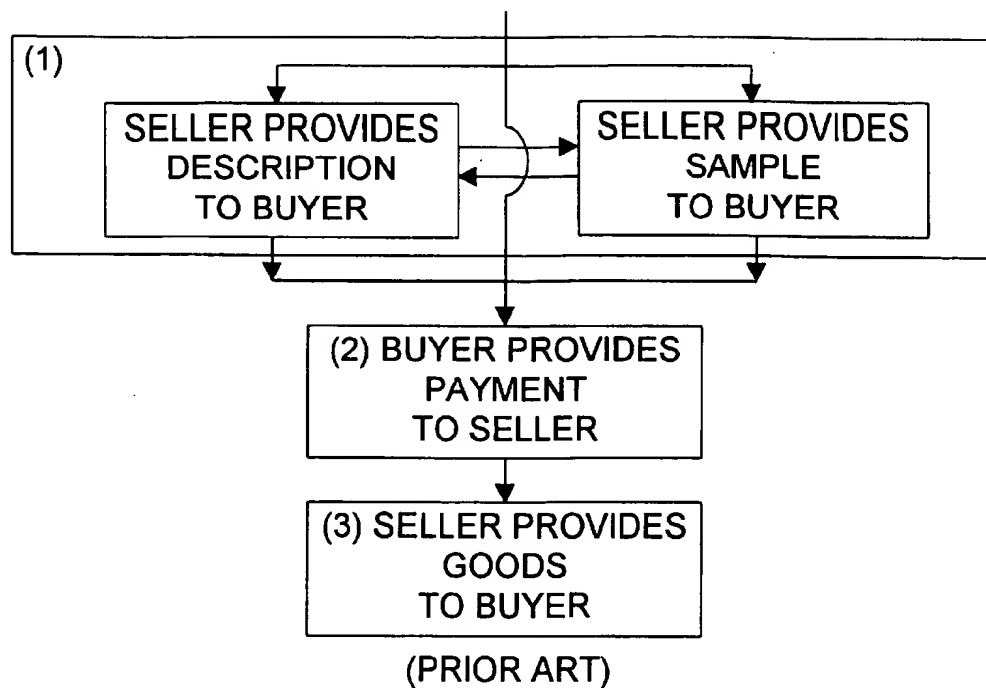 (1)
SELLER PROVIDES
DESCRIPTION
TO BUYER
SELLER PROVIDES
SAMPLE
TO BUYER
(2) BUYER PROVIDES
PAYMENT
TO SELLER
(3) SELLER PROVIDES
GOODS
TO BUYER
(PRIOR ART)